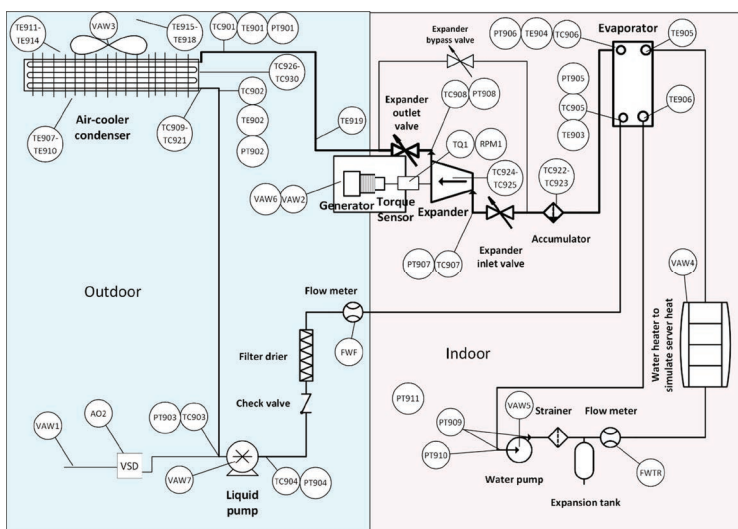 TE911-
TE914
VAW3
TE915-
TE918
TC901
TE901
PT901
TC926-
TC930
TC902
TE902
PT902
Air-cooler
condenser
TE907-
TE910
TC909-
TC921
TE919
Expander
bypass valve
PT906
TE904
TC906
Evaporator
TE905
PT905
TC905
TE903
TE906
TC908
PT908
Expander
outlet
valve
TQ1
RPM1
TC924-
TC925
TC922-
TC923
VAW6
VAW2
Generator
Torque
Sensor
Expander
Accumulator
Expander
inlet valve
PT907
TC907
VAW4
Water heater to
simulate server heat
Outdoor
Flow meter
FWF
Indoor
Filter drier
Check valve
PT911
PT909
PT910
VAW5
Strainer
Flow meter
FWTR
Water pump
Expansion tank
VAW1
AO2
VSD
PT903
TC903
VAW7
TC904
PT904
Liquid
pump